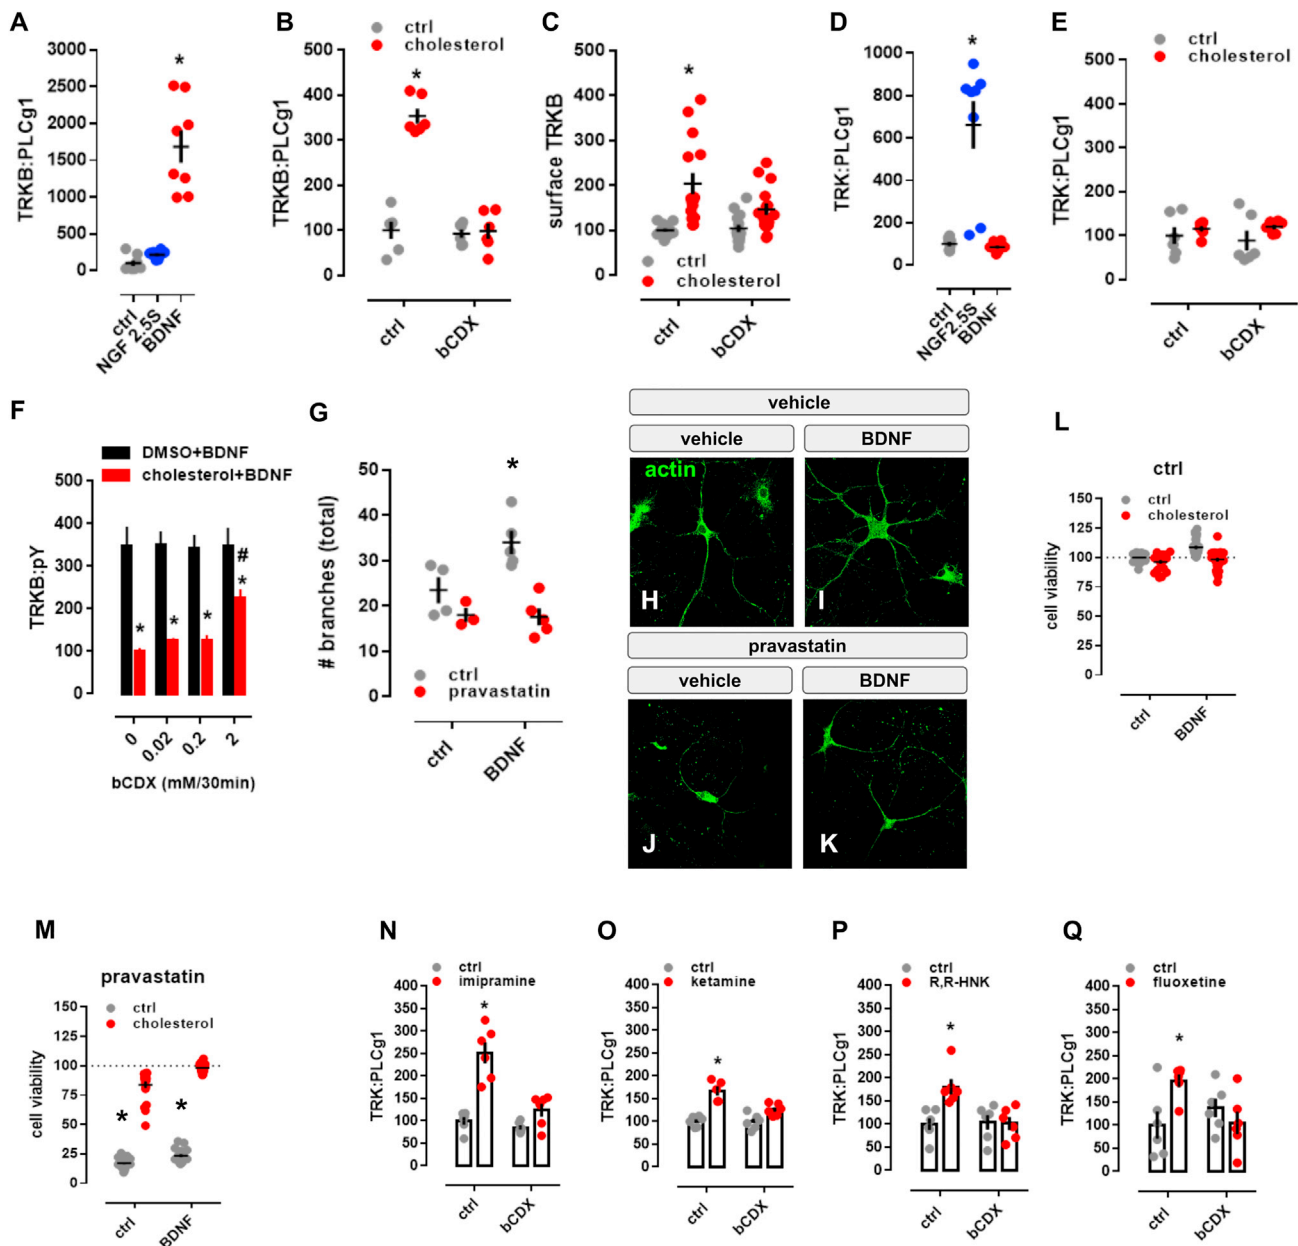 A
3000
2500
2000
1500
1000
500
0
TRKB:PLCg1
*
ctrl
NGF 2.5S
BDNF
B
ctrl
cholesterol
500
400
300
200
100
0
TRKB:PLCg1
*
ctrl
bCDX
C
500
400
300
200
100
0
surface TRKB
*
ctrl
cholesterol
ctrl
bCDX
D
1000
800
600
400
200
0
TRK:PLCg1
*
ctrl
NGF2.5S
BDNF
E
ctrl
cholesterol
500
400
300
200
100
0
TRK:PLCg1
ctrl
bCDX
F
DMSO+BDNF
cholesterol+BDNF
500
400
300
200
100
0
TRKB:pY
*
*
*
#
*
0
0.02
0.2
2
bCDX (mM/30min)
G
50
40
30
20
10
0
# branches (total)
*
ctrl
pravastatin
ctrl
BDNF
vehicle
vehicle
BDNF
actin
H
I
pravastatin
vehicle
BDNF
J
K
L
ctrl
ctrl
cholesterol
150
125
100
75
50
25
0
cell viability
ctrl
BDNF
M
pravastatin
ctrl
cholesterol
150
125
100
75
50
25
0
cell viability
*
*
ctrl
BDNF
N
ctrl
imipramine
400
350
300
250
200
150
100
50
0
TRK:PLCg1
*
ctrl
bCDX
O
ctrl
ketamine
400
350
300
250
200
150
100
50
0
TRK:PLCg1
*
ctrl
bCDX
P
ctrl
R,R-HNK
400
350
300
250
200
150
100
50
0
TRK:PLCg1
*
ctrl
bCDX
Q
ctrl
fluoxetine
400
350
300
250
200
150
100
50
0
TRK:PLCg1
*
ctrl
bCDX